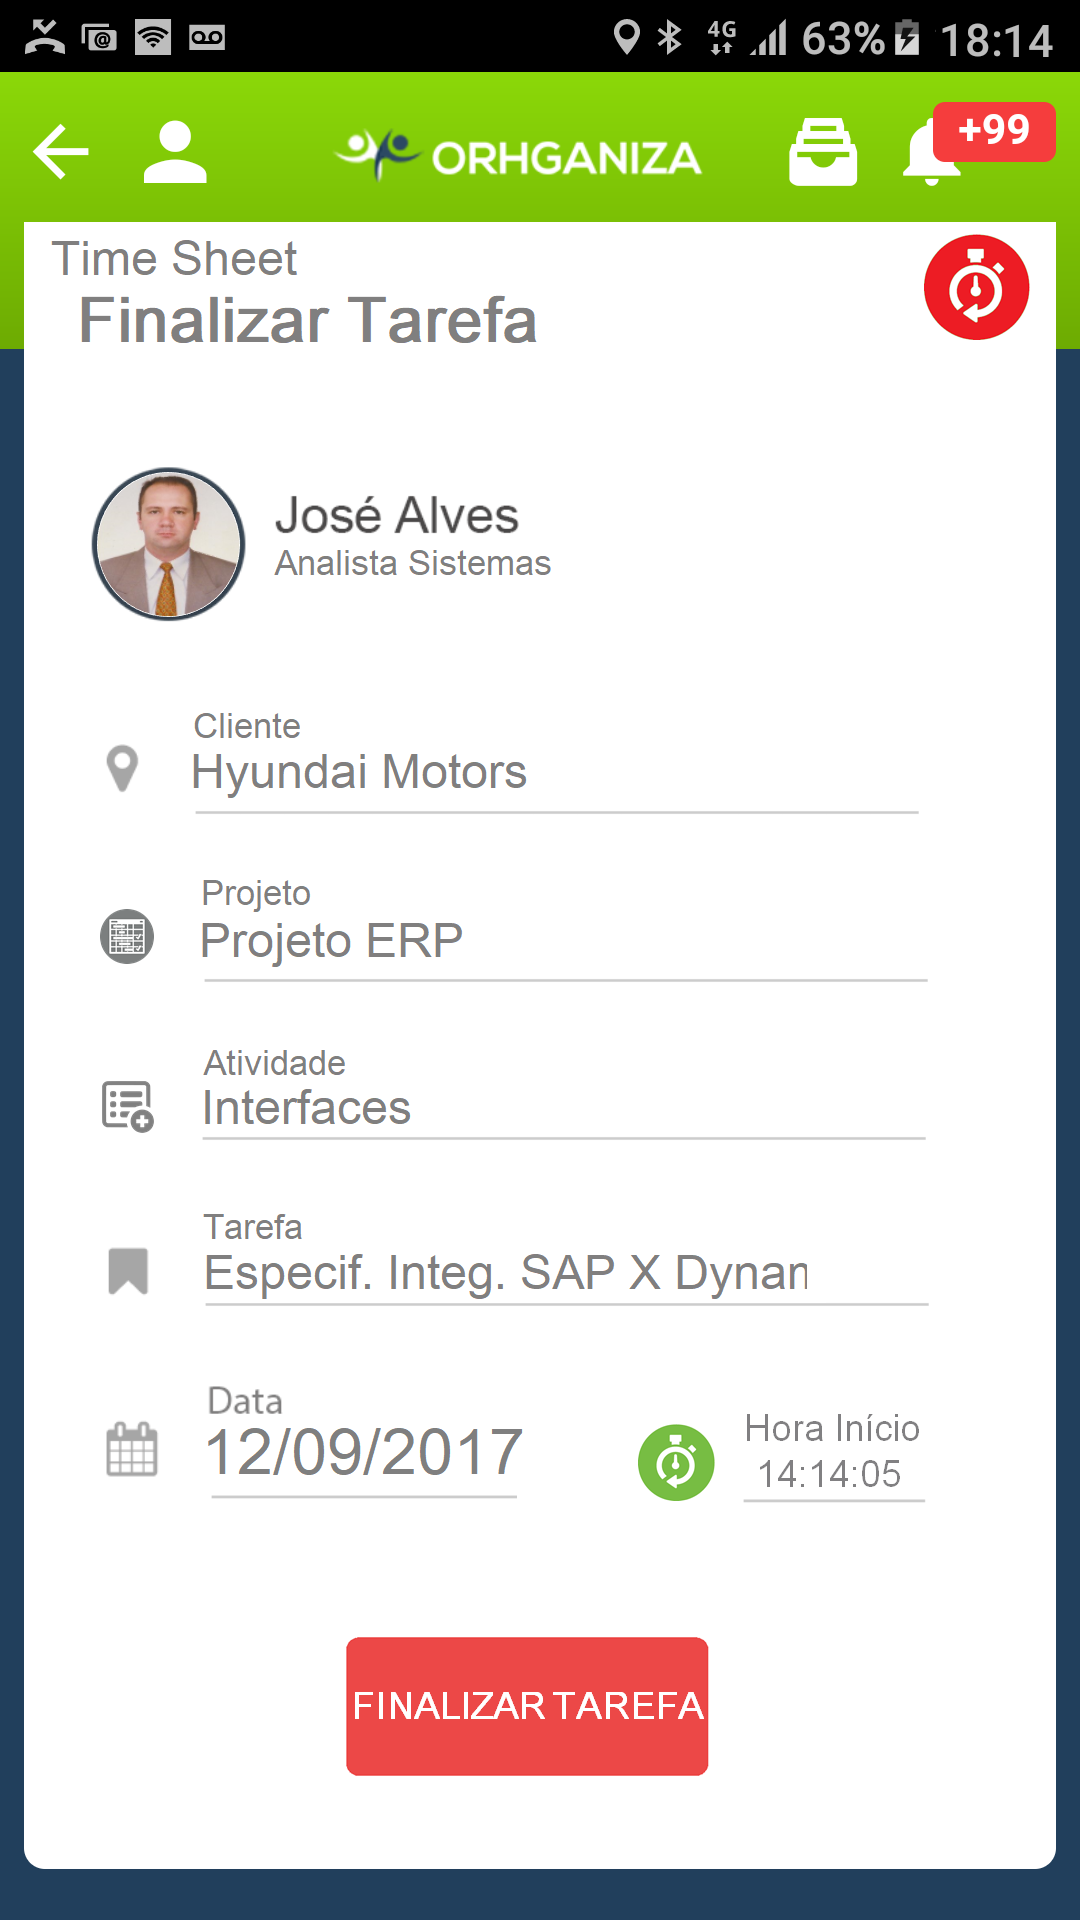 4G 63% 18:14
ORHGANIZA
+99
Time Sheet
Finalizar Tarefa
José Alves
Analista Sistemas
Cliente
Hyundai Motors
Projeto
Projeto ERP
Atividade
Interfaces
Tarefa
Especif. Integ. SAP X Dynan
Data
12/09/2017
Hora Início
14:14:05
FINALIZAR TAREFA